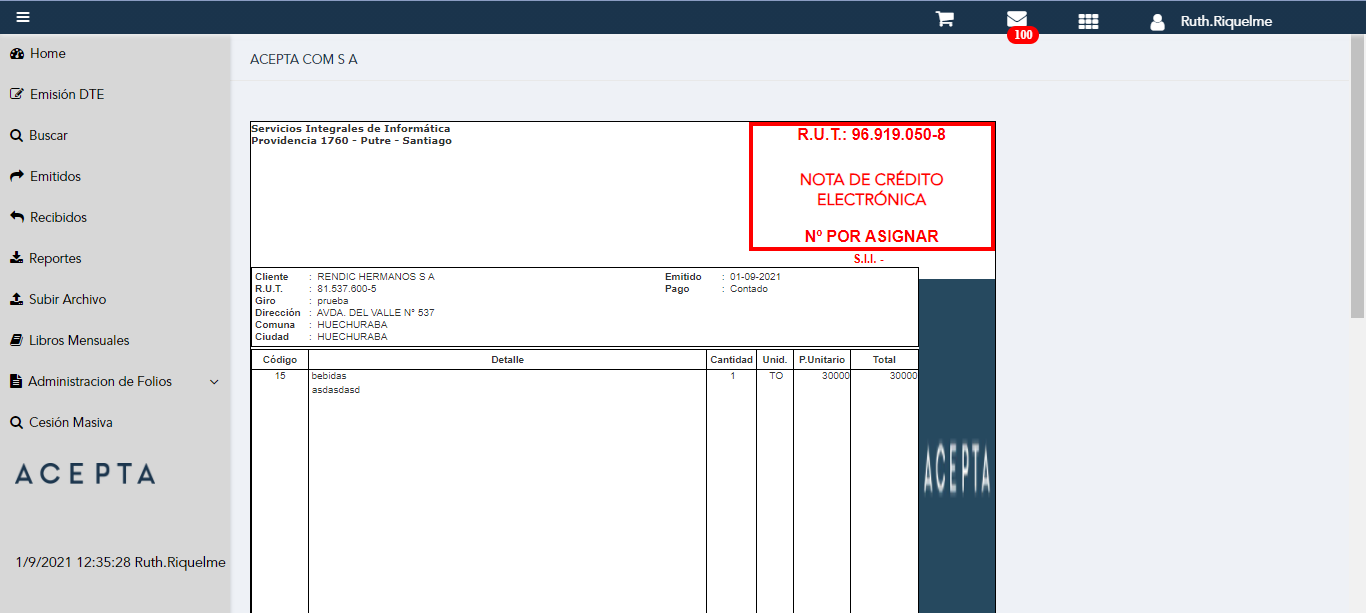 Ruth.Riquelme
100
Home
Emisión DTE
Buscar
Emitidos
Recibidos
Reportes
Subir Archivo
Libros Mensuales
Administracion de Folios
Cesión Masiva
ACEPTA
1/9/2021 12:35:28 Ruth.Riquelme
ACEPTA COM S A
Servicios Integrales de Informática
Providencia 1760 - Putre - Santiago
R.U.T.: 96.919.050-8
NOTA DE CRÉDITO
ELECTRÓNICA
Nº POR ASIGNAR
S.I.I. -
Cliente : RENDIC HERMANOS S A Emitido : 01-09-2021
R.U.T. : 81.537.600-5 Pago : Contado
Giro : prueba
Dirección : AVDA. DEL VALLE N° 537
Comuna : HUECHURABA
Ciudad : HUECHURABA
Código Detalle Cantidad Unid. P.Unitario Total
15 bebidas 1 TO 30000 30000
asdasdasd
ACEPTA